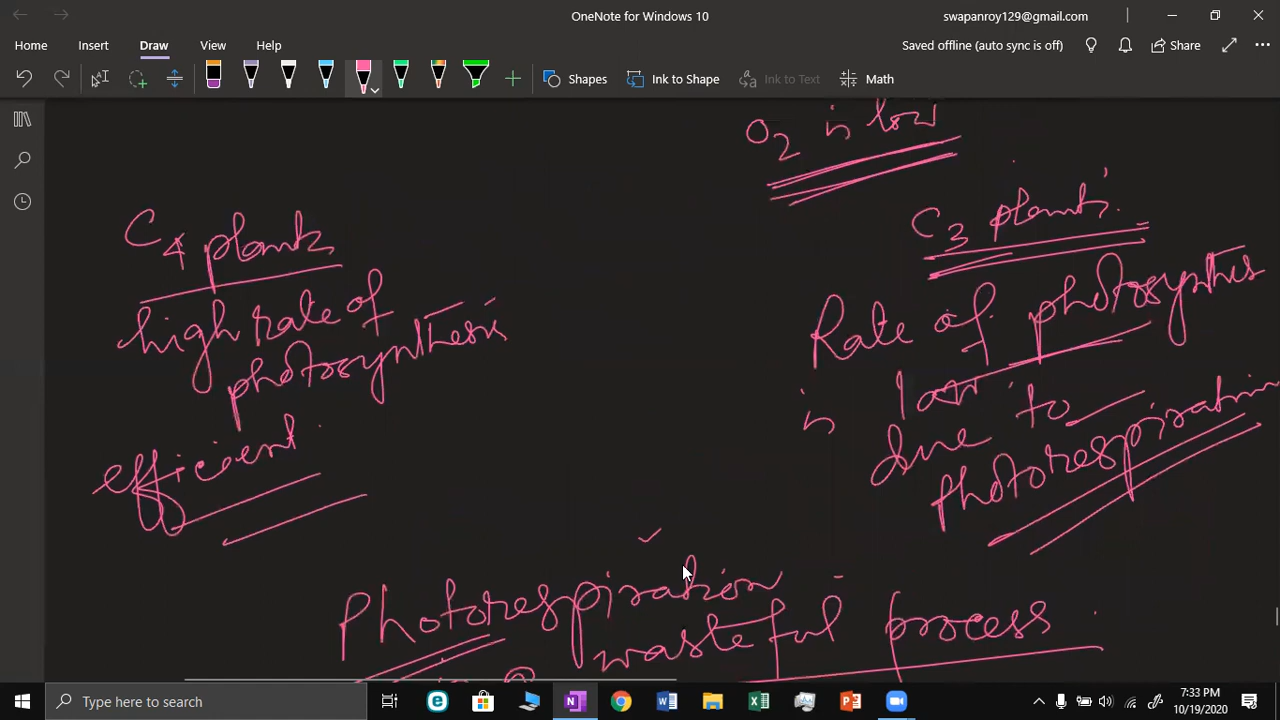 OneNote for Windows 10
swapanroy129@gmail.com
Home Insert Draw View Help
Saved offline (auto sync is off)
Share
Shapes
Ink to Shape
Ink to Text
Math
O2 is low
C4 plants
high rate of
photosynthesis
efficient
C3 plants
Rate of photosynthesis
is low due to
photorespiration
Photorespiration
wasteful process
Type here to search
7:33 PM
10/19/2020